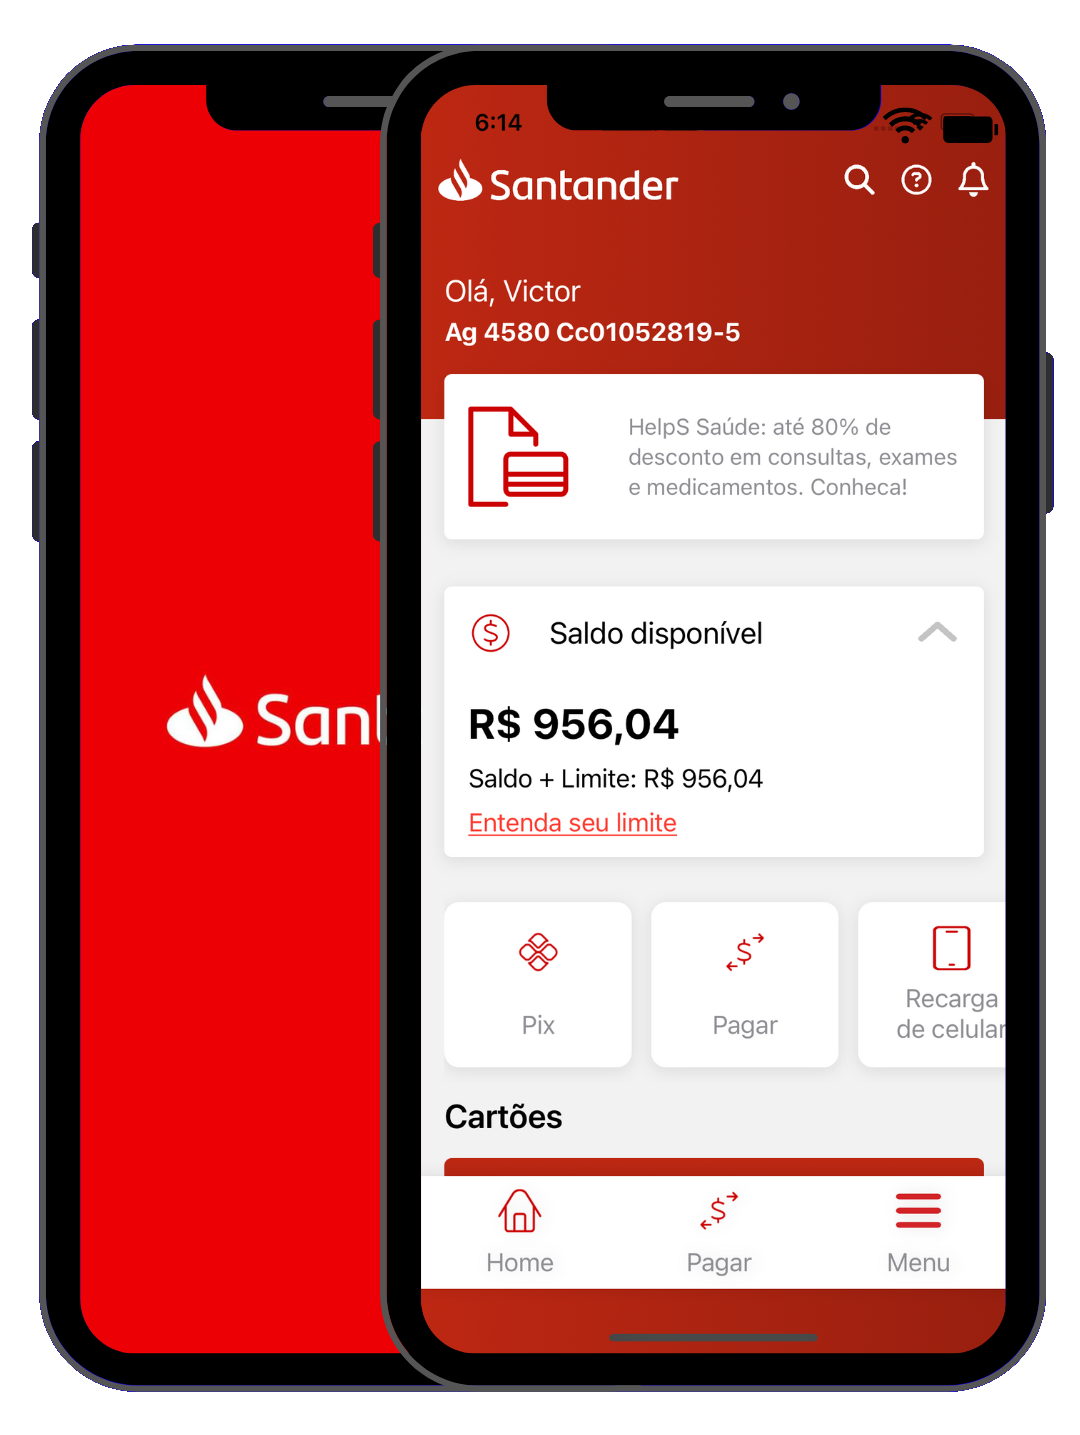 Sant
6:14
Santander
Olá, Victor
Ag 4580 Cc01052819-5
HelpS Saúde: até 80% de
desconto em consultas, exames
e medicamentos. Conheca!
Saldo disponível
R$ 956,04
Saldo + Limite: R$ 956,04
Entenda seu limite
Pix
Pagar
Recarga
de celular
Cartões
Home
Pagar
Menu